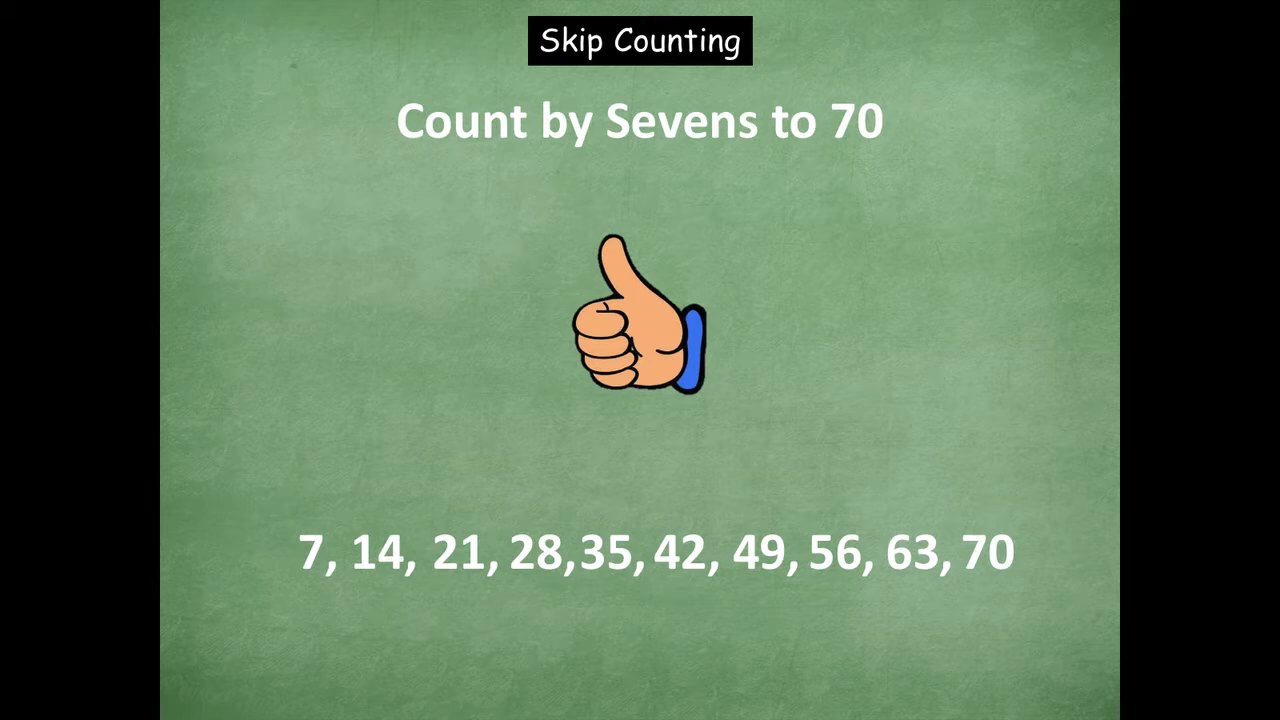 Skip Counting
Count by Sevens to 70
7, 14, 21, 28, 35, 42, 49, 56, 63, 70